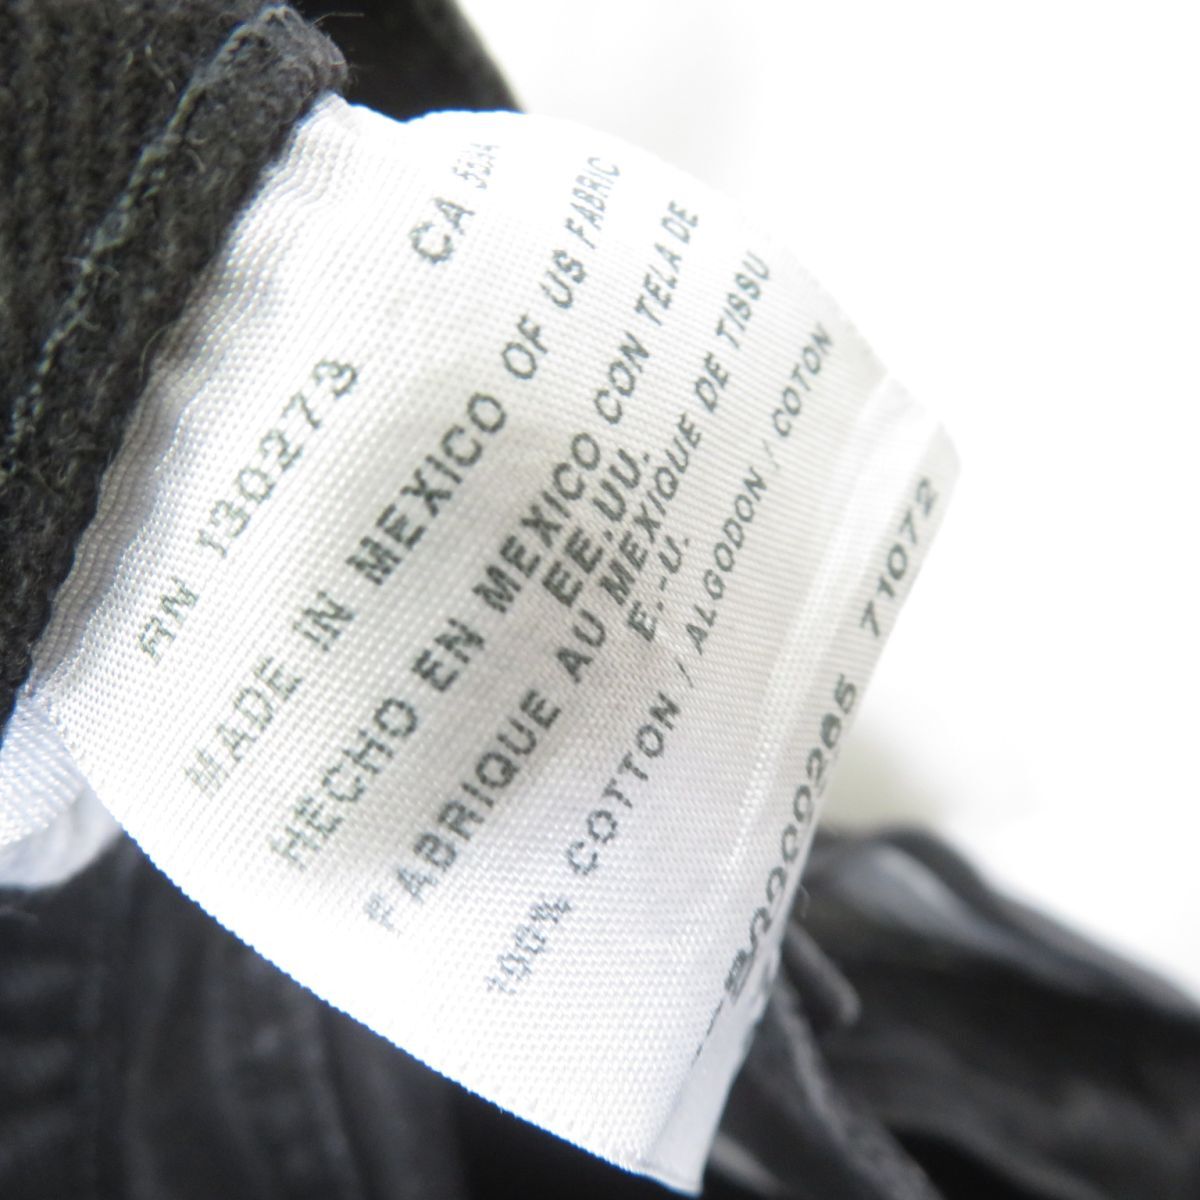 RN 130273 CA
MADE IN MEXICO OF US FABRIC
HECHO EN MEXICO CON TELA DE
EE.UU.
FABRIQUE AU MEXIQUE DE TISSU
E.-U.
100% COTTON / ALGODON / COTON
71072